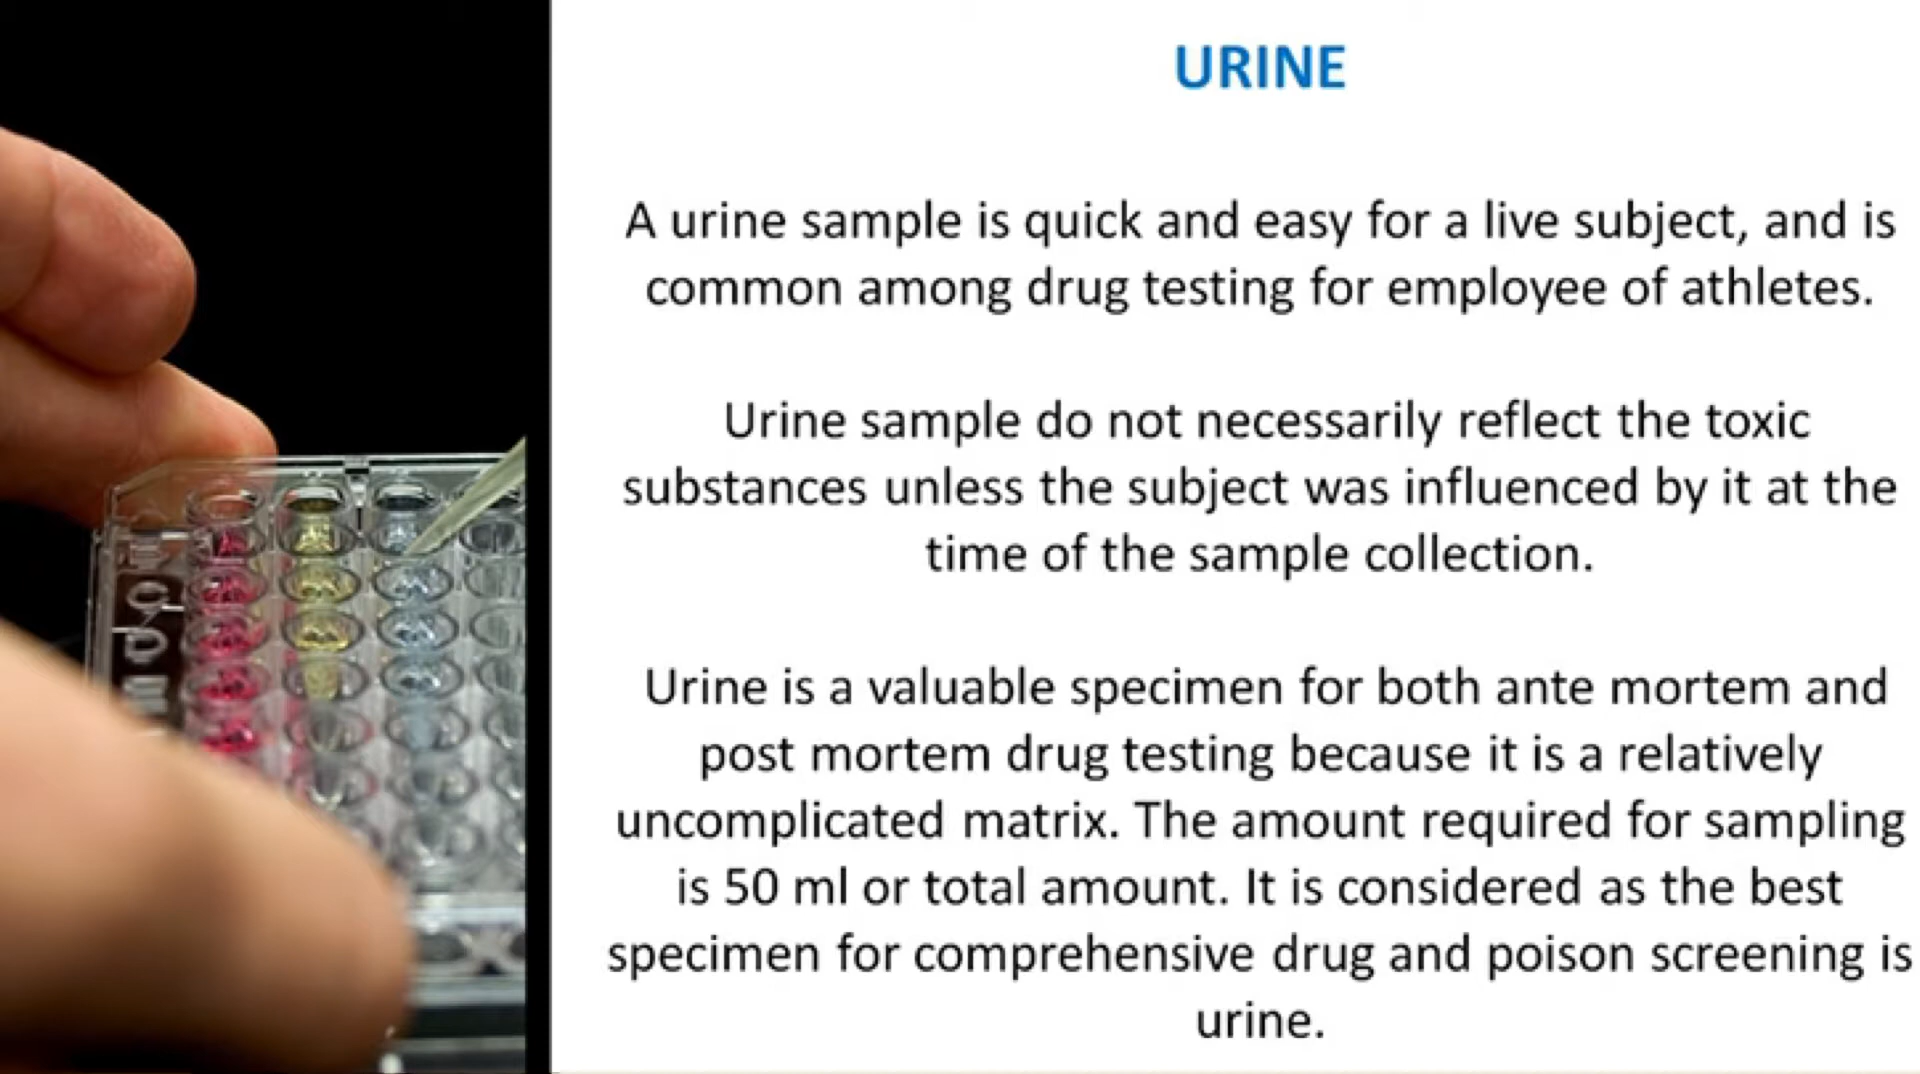 URINE
A urine sample is quick and easy for a live subject, and is
common among drug testing for employee of athletes.
Urine sample do not necessarily reflect the toxic
substances unless the subject was influenced by it at the
time of the sample collection.
Urine is a valuable specimen for both ante mortem and
post mortem drug testing because it is a relatively
uncomplicated matrix. The amount required for sampling
is 50 ml or total amount. It is considered as the best
specimen for comprehensive drug and poison screening is
urine.
C
D
E